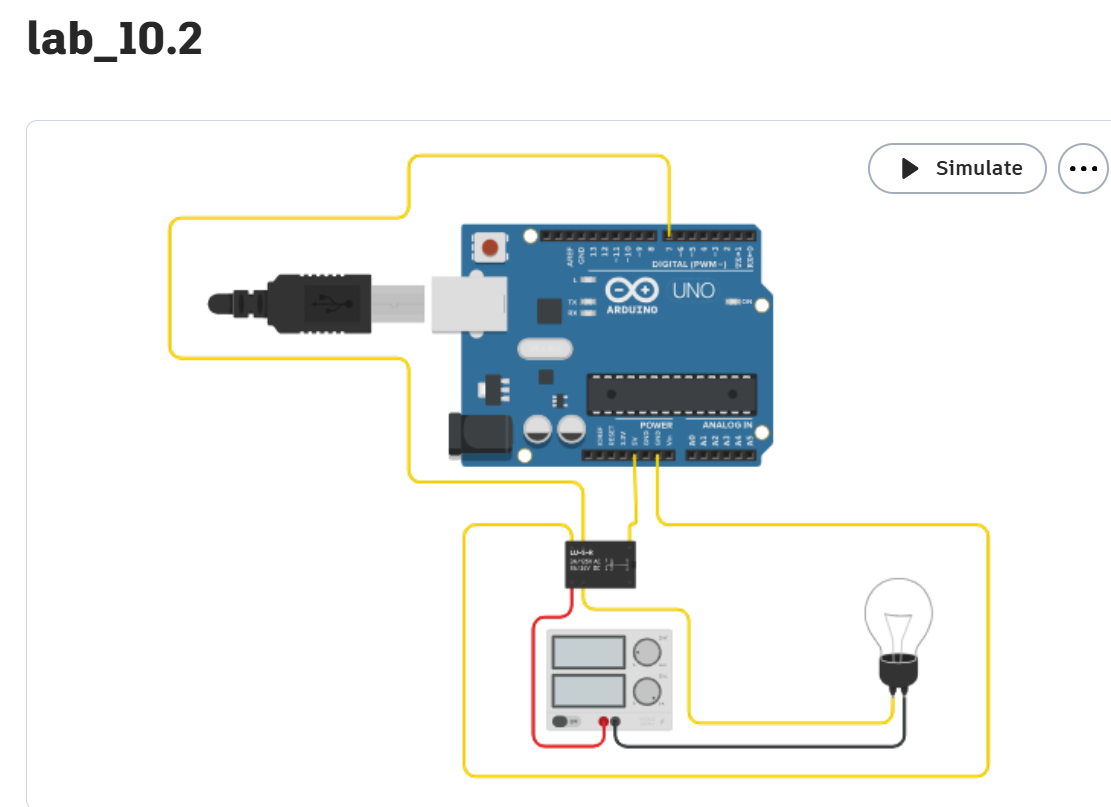 lab_10.2
Simulate
AREF
GND
13
12
~11
~10
~9
8
7
~6
~5
4
~3
2
TX→1
RX←0
DIGITAL (PWM~)
L
TX
RX
UNO
ON
ARDUINO
POWER
ANALOG IN
IOREF
RESET
3.3V
5V
GND
GND
Vin
A0
A1
A2
A3
A4
A5
LU-5-R